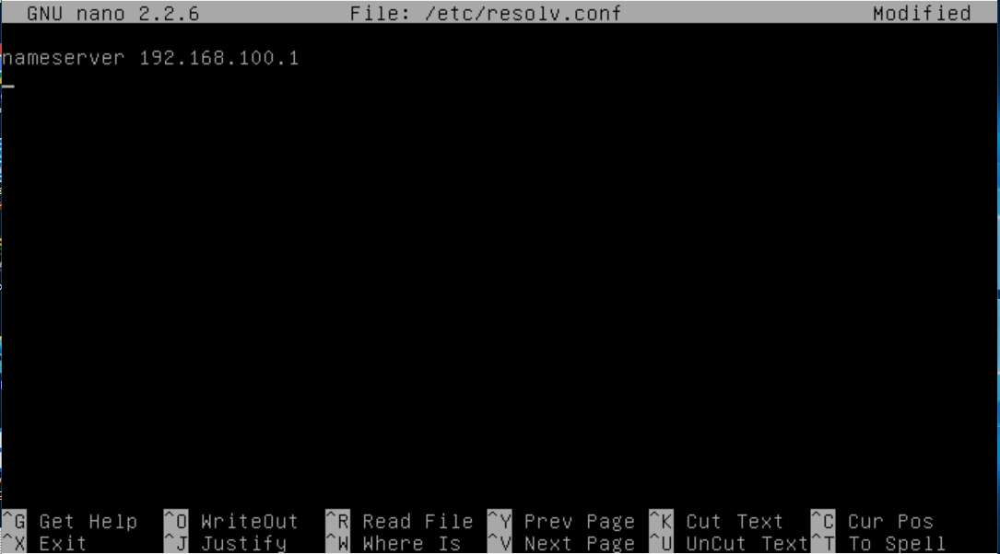 GNU nano 2.2.6 File: /etc/resolv.conf Modified
nameserver 192.168.100.1
^G Get Help ^O WriteOut ^R Read File ^Y Prev Page ^K Cut Text ^C Cur Pos
^X Exit ^J Justify ^W Where Is ^V Next Page ^U UnCut Text ^T To Spell